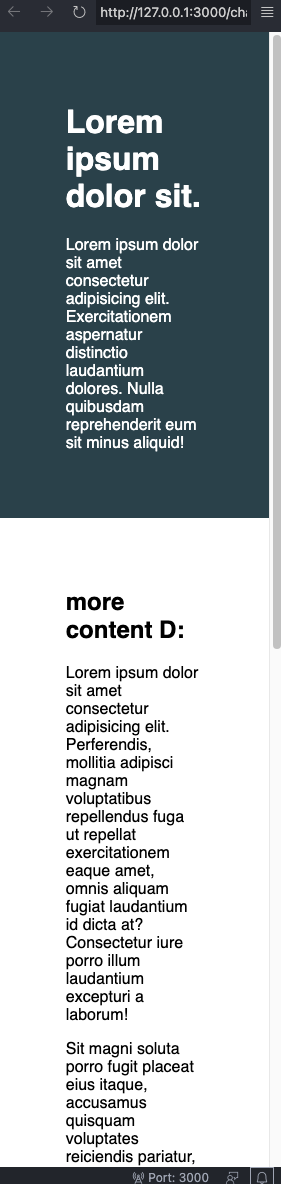 http://127.0.0.1:3000/cha
Lorem
ipsum
dolor sit.
Lorem ipsum dolor
sit amet
consectetur
adipisicing elit.
Exercitationem
aspernatur
distinctio
laudantium
dolores. Nulla
quibusdam
reprehenderit eum
sit minus aliquid!
more
content D:
Lorem ipsum dolor
sit amet
consectetur
adipisicing elit.
Perferendis,
mollitia adipisci
magnam
voluptatibus
repellendus fuga
ut repellat
exercitationem
eaque amet,
omnis aliquam
fugiat laudantium
id dicta at?
Consectetur iure
porro illum
laudantium
excepturi a
laborum!
Sit magni soluta
porro fugit placeat
eius itaque,
accusamus
quisquam
voluptates
reiciendis pariatur,
Port: 3000